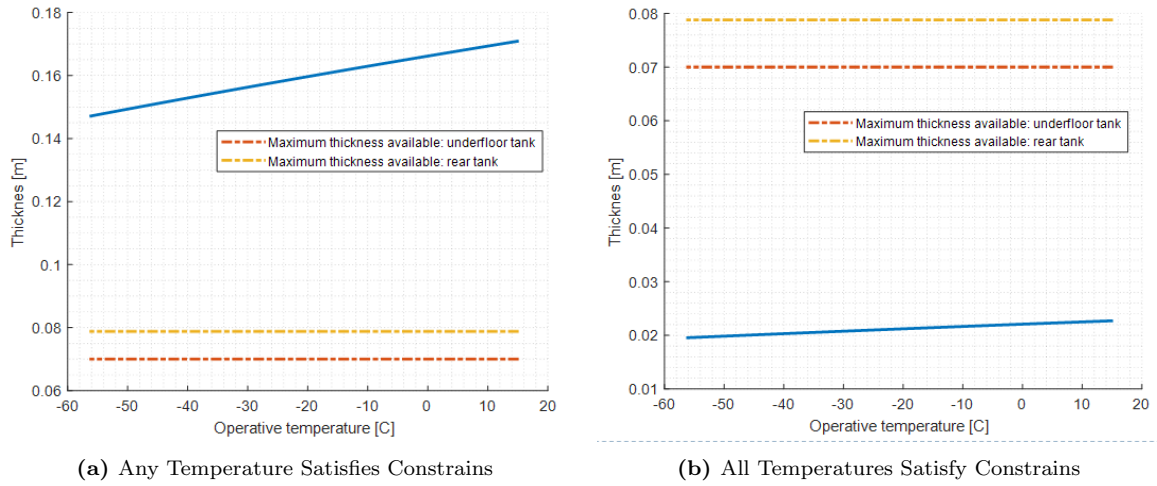 0.18
0.16
0.14
0.12
0.1
0.08
0.06
Thicknes [m]
Maximum thickness available: underfloor tank
Maximum thickness available: rear tank
-60 -50 -40 -30 -20 -10 0 10 20
Operative temperature [C]
(a) Any Temperature Satisfies Constrains
0.08
0.07
0.06
0.05
0.04
0.03
0.02
0.01
Thicknes [m]
Maximum thickness available: underfloor tank
Maximum thickness available: rear tank
-60 -50 -40 -30 -20 -10 0 10 20
Operative temperature [C]
(b) All Temperatures Satisfy Constrains